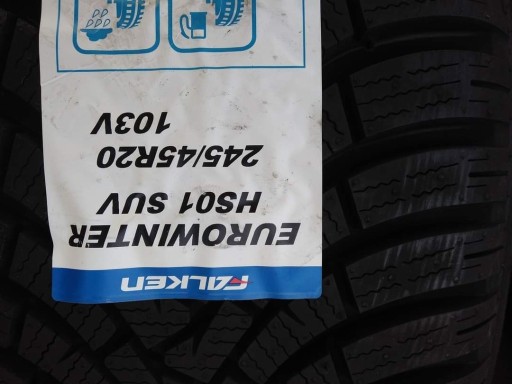 FALKEN
EUROWINTER
HS01 SUV
245/45R20
103V